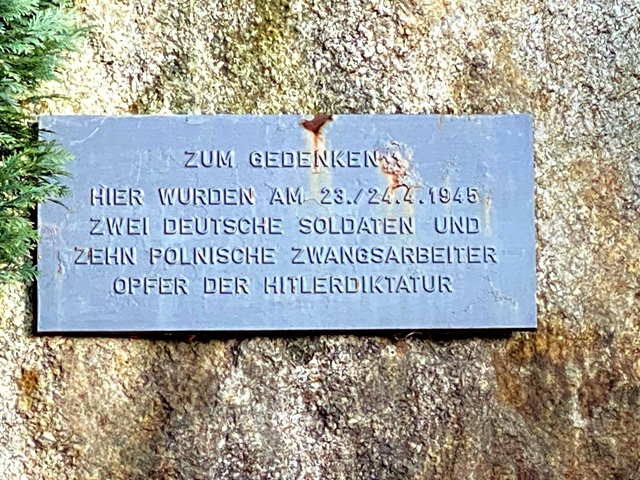 ZUM GEDENKEN
HIER WURDEN AM 23./24.4.1945
ZWEI DEUTSCHE SOLDATEN UND
ZEHN POLNISCHE ZWANGSARBEITER
OPFER DER HITLERDIKTATUR